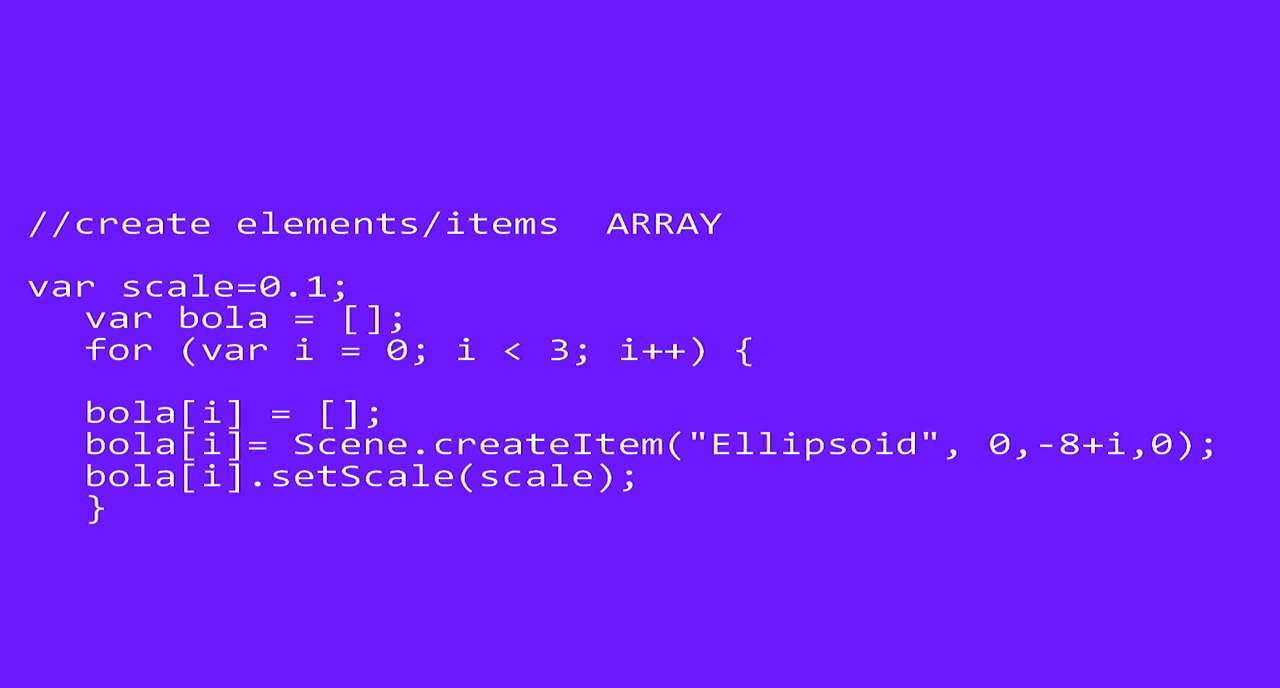 //create elements/items  ARRAY
var scale=0.1;
var bola = [];
for (var i = 0; i < 3; i++) {
bola[i] = [];
bola[i]= Scene.createItem("Ellipsoid", 0,-8+i,0);
bola[i].setScale(scale);
}